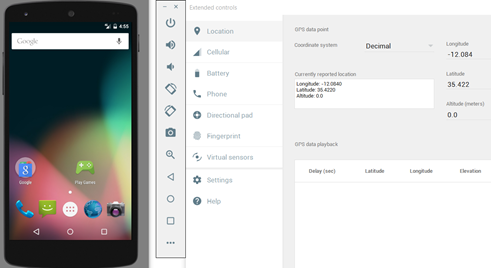 4:55
Google
Google
Play Games
Extended controls
Location
Cellular
Battery
Phone
Directional pad
Fingerprint
Virtual sensors
Settings
Help
GPS data point
Coordinate system
Decimal
Longitude
-12.084
Latitude
35.422
Altitude (meters)
0.0
Currently reported location
Longitude: -12.0840
Latitude: 35.4220
Altitude: 0.0
GPS data playback
Delay (sec) Latitude Longitude Elevation